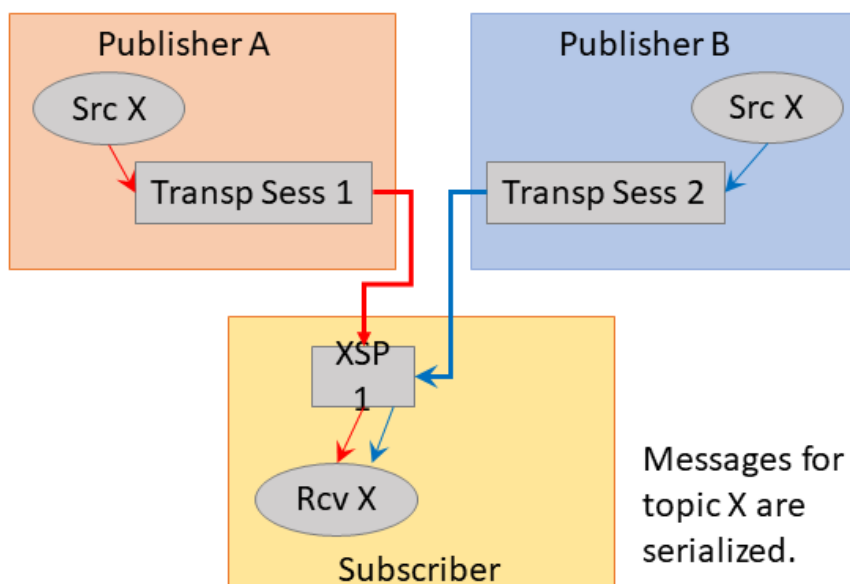 Publisher A
Publisher B
Src X
Src X
Transp Sess 1
Transp Sess 2
XSP
1
Rcv X
Messages for
topic X are
serialized.
Subscriber